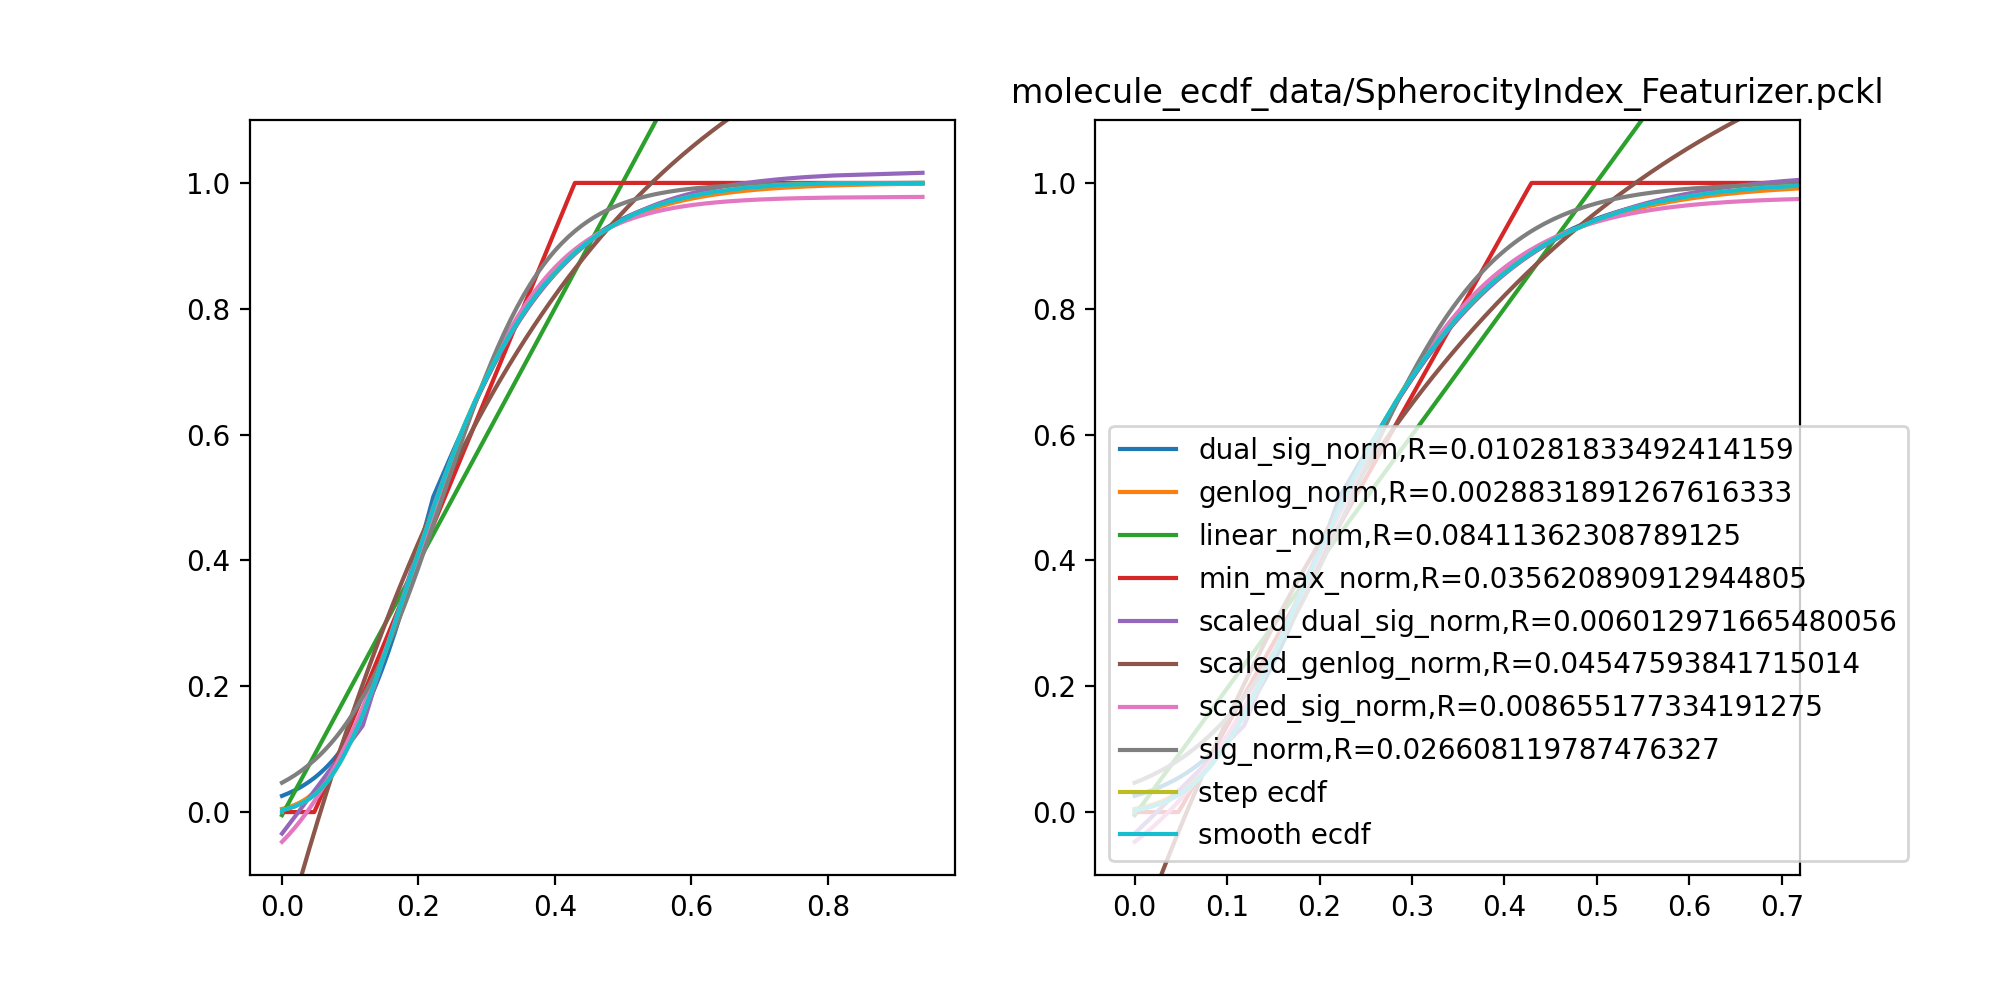 molecule_ecdf_data/SpherocityIndex_Featurizer.pckl
1.0
0.8
0.6
0.4
0.2
0.0
0.0 0.2 0.4 0.6 0.8
1.0
0.8
0.6
0.4
0.2
0.0
0.0 0.1 0.2 0.3 0.4 0.5 0.6 0.7
dual_sig_norm,R=0.010281833492414159
genlog_norm,R=0.0028831891267616333
linear_norm,R=0.08411362308789125
min_max_norm,R=0.035620890912944805
scaled_dual_sig_norm,R=0.006012971665480056
scaled_genlog_norm,R=0.04547593841715014
scaled_sig_norm,R=0.008655177334191275
sig_norm,R=0.026608119787476327
step ecdf
smooth ecdf